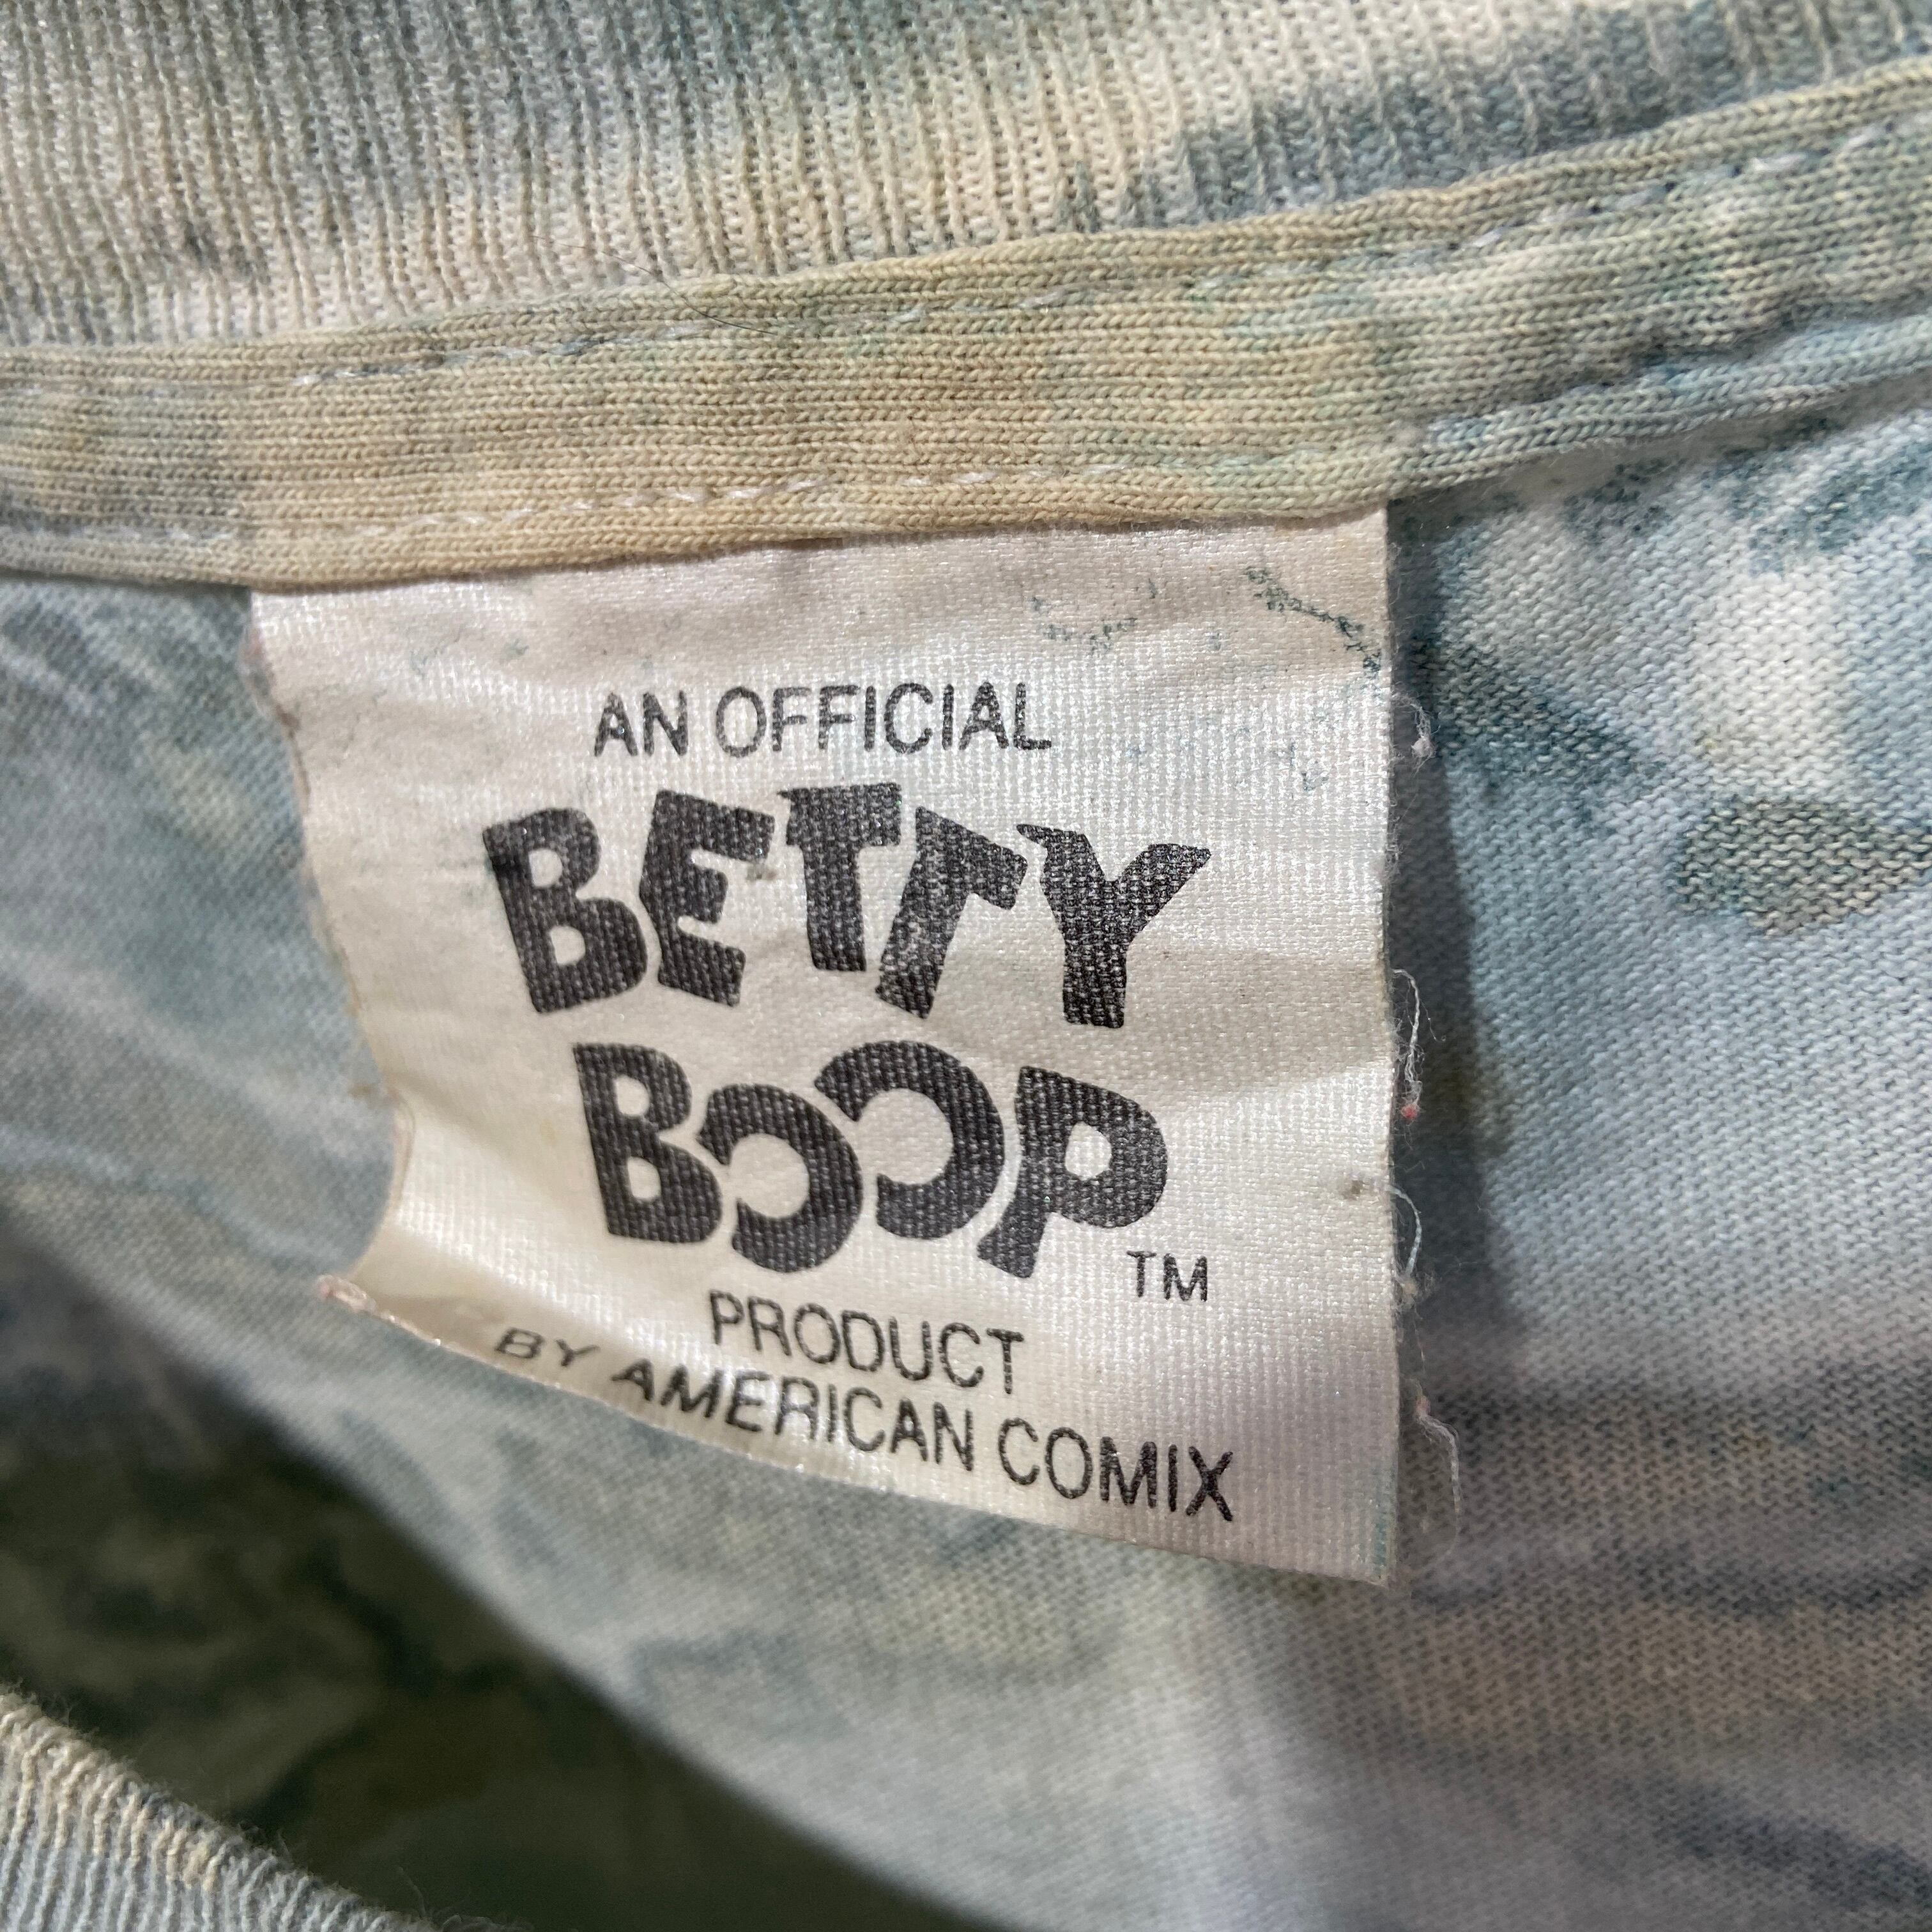 AN OFFICIAL
BETTY
BOOP
TM
PRODUCT
BY AMERICAN COMIX